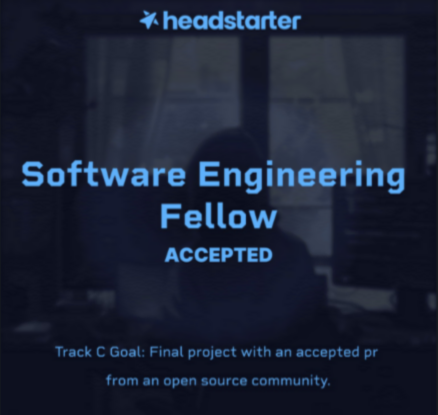 headstarter
Software Engineering
Fellow
ACCEPTED
Track C Goal: Final project with an accepted pr
from an open source community.